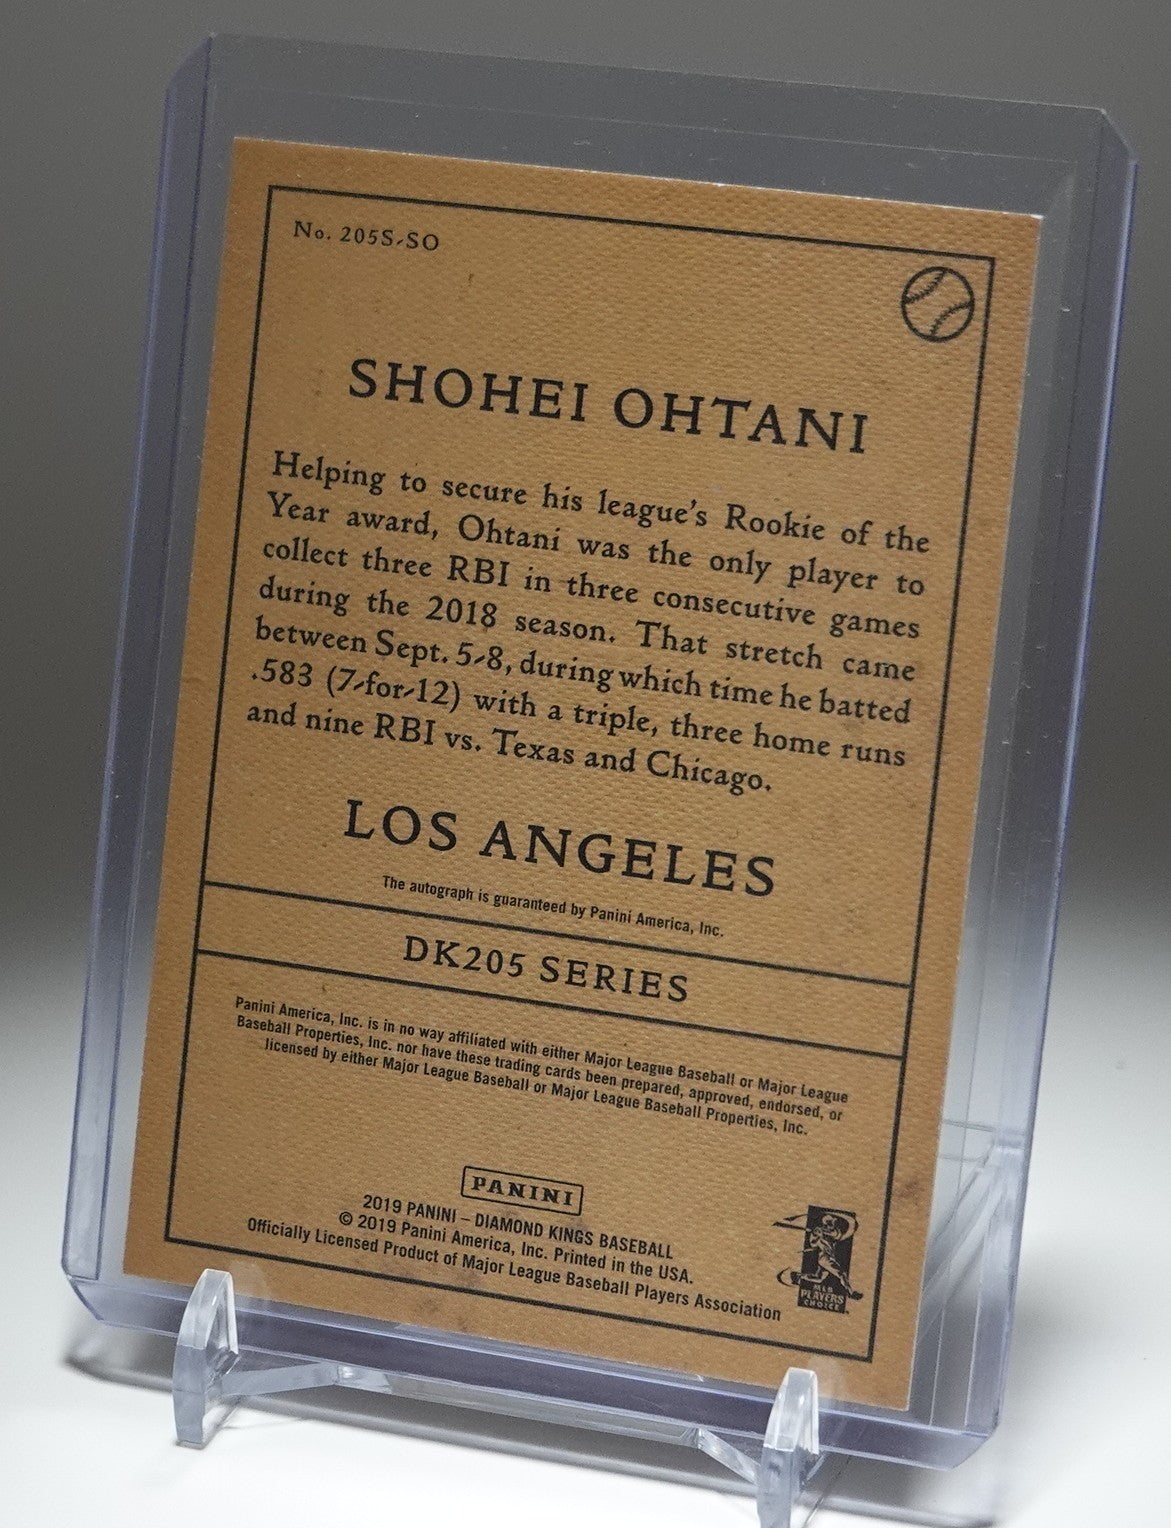 No. 205S-SO
SHOHEI OHTANI
Helping to secure his league's Rookie of the
Year award, Ohtani was the only player to
collect three RBI in three consecutive games
during the 2018 season. That stretch came
between Sept. 5-8, during which time he batted
.583 (7-for-12) with a triple, three home runs
and nine RBI vs. Texas and Chicago.
LOS ANGELES
The autograph is guaranteed by Panini America, Inc.
DK205 SERIES
Panini America, Inc. is in no way affiliated with either Major League Baseball or Major League
Baseball Properties, Inc. nor have these trading cards been prepared, approved, endorsed, or
licensed by either Major League Baseball or Major League Baseball Properties, Inc.
PANINI
2019 PANINI – DIAMOND KINGS BASEBALL
© 2019 Panini America, Inc. Printed in the USA.
Officially Licensed Product of Major League Baseball Players Association
MLB
PLAYERS
CHOICE